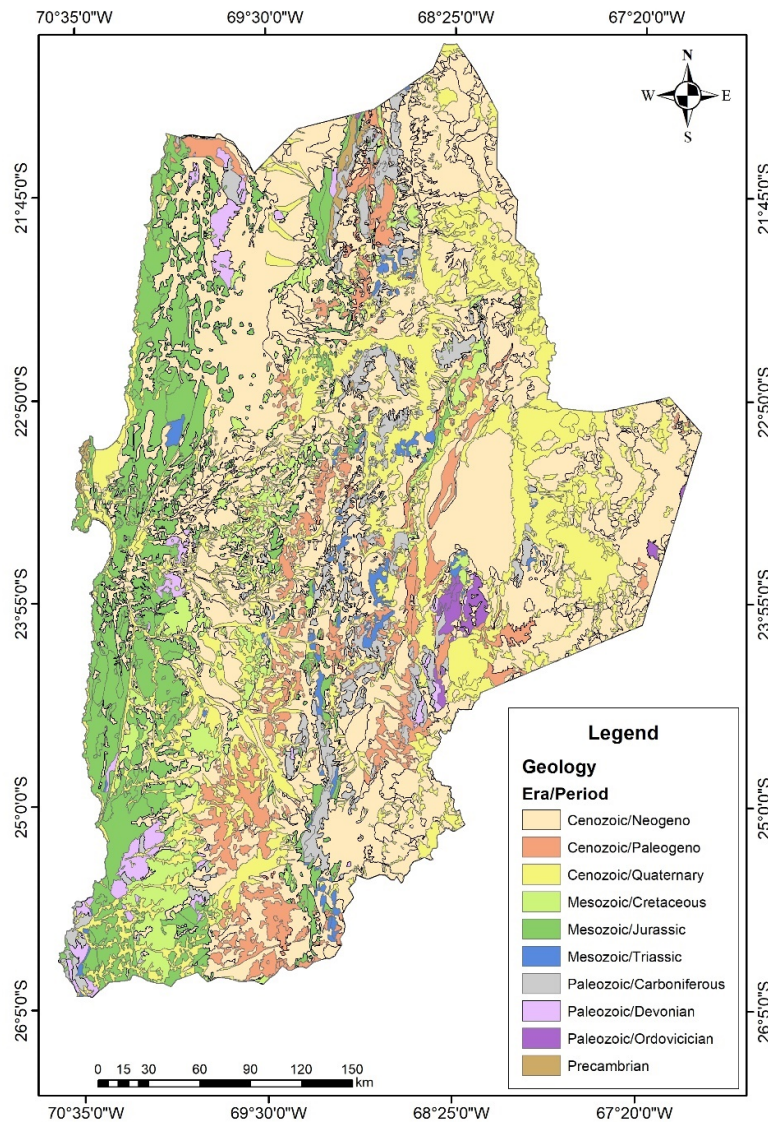 70°35'0"W 69°30'0"W 68°25'0"W 67°20'0"W
N
W E
S
21°45'0"S 21°45'0"S
22°50'0"S 22°50'0"S
23°55'0"S 23°55'0"S
25°0'0"S 25°0'0"S
26°5'0"S 26°5'0"S
Legend
Geology
Era/Period
Cenozoic/Neogeno
Cenozoic/Paleogeno
Cenozoic/Quaternary
Mesozoic/Cretaceous
Mesozoic/Jurassic
Mesozoic/Triassic
Paleozoic/Carboniferous
Paleozoic/Devonian
Paleozoic/Ordovicician
Precambrian
0 15 30 60 90 120 150
km
70°35'0"W 69°30'0"W 68°25'0"W 67°20'0"W